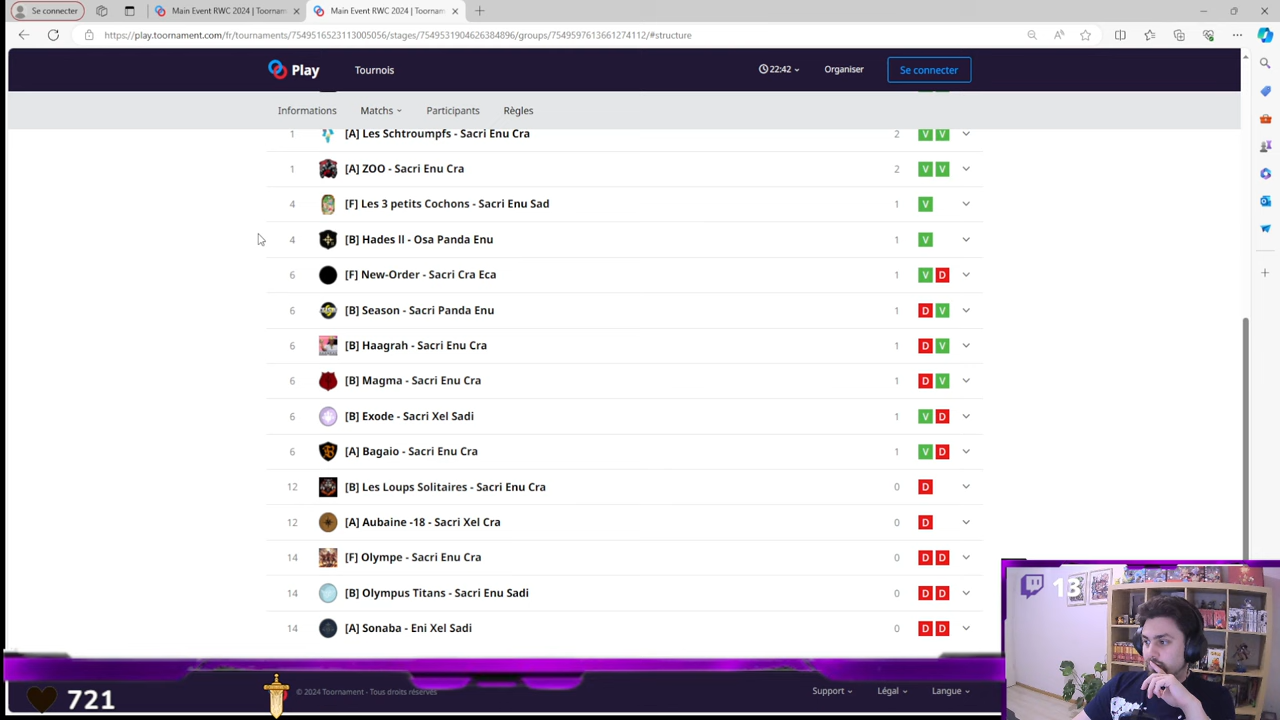 Se connecter
Main Event RWC 2024 | Toornam
Main Event RWC 2024 | Toornam
https://play.toornament.com/fr/tournaments/7549516523113005056/stages/7549531904626384896/groups/7549597613661274112/#structure
Play
Tournois
22:42
Organiser
Se connecter
Informations
Matchs
Participants
Règles
1 [A] Les Schtroumpfs - Sacri Enu Cra 2 V V
1 [A] ZOO - Sacri Enu Cra 2 V V
4 [F] Les 3 petits Cochons - Sacri Enu Sad 1 V
4 [B] Hades II - Osa Panda Enu 1 V
6 [F] New-Order - Sacri Cra Eca 1 V D
6 [B] Season - Sacri Panda Enu 1 D V
6 [B] Haagrah - Sacri Enu Cra 1 D V
6 [B] Magma - Sacri Enu Cra 1 D V
6 [B] Exode - Sacri Xel Sadi 1 V D
6 [A] Bagaio - Sacri Enu Cra 1 V D
12 [B] Les Loups Solitaires - Sacri Enu Cra 0 D
12 [A] Aubaine -18 - Sacri Xel Cra 0 D
14 [F] Olympe - Sacri Enu Cra 0 D D
14 [B] Olympus Titans - Sacri Enu Sadi 0 D D
14 [A] Sonaba - Eni Xel Sadi 0 D D
© 2024 Toornament - Tous droits réservés
Support
Légal
Langue
721